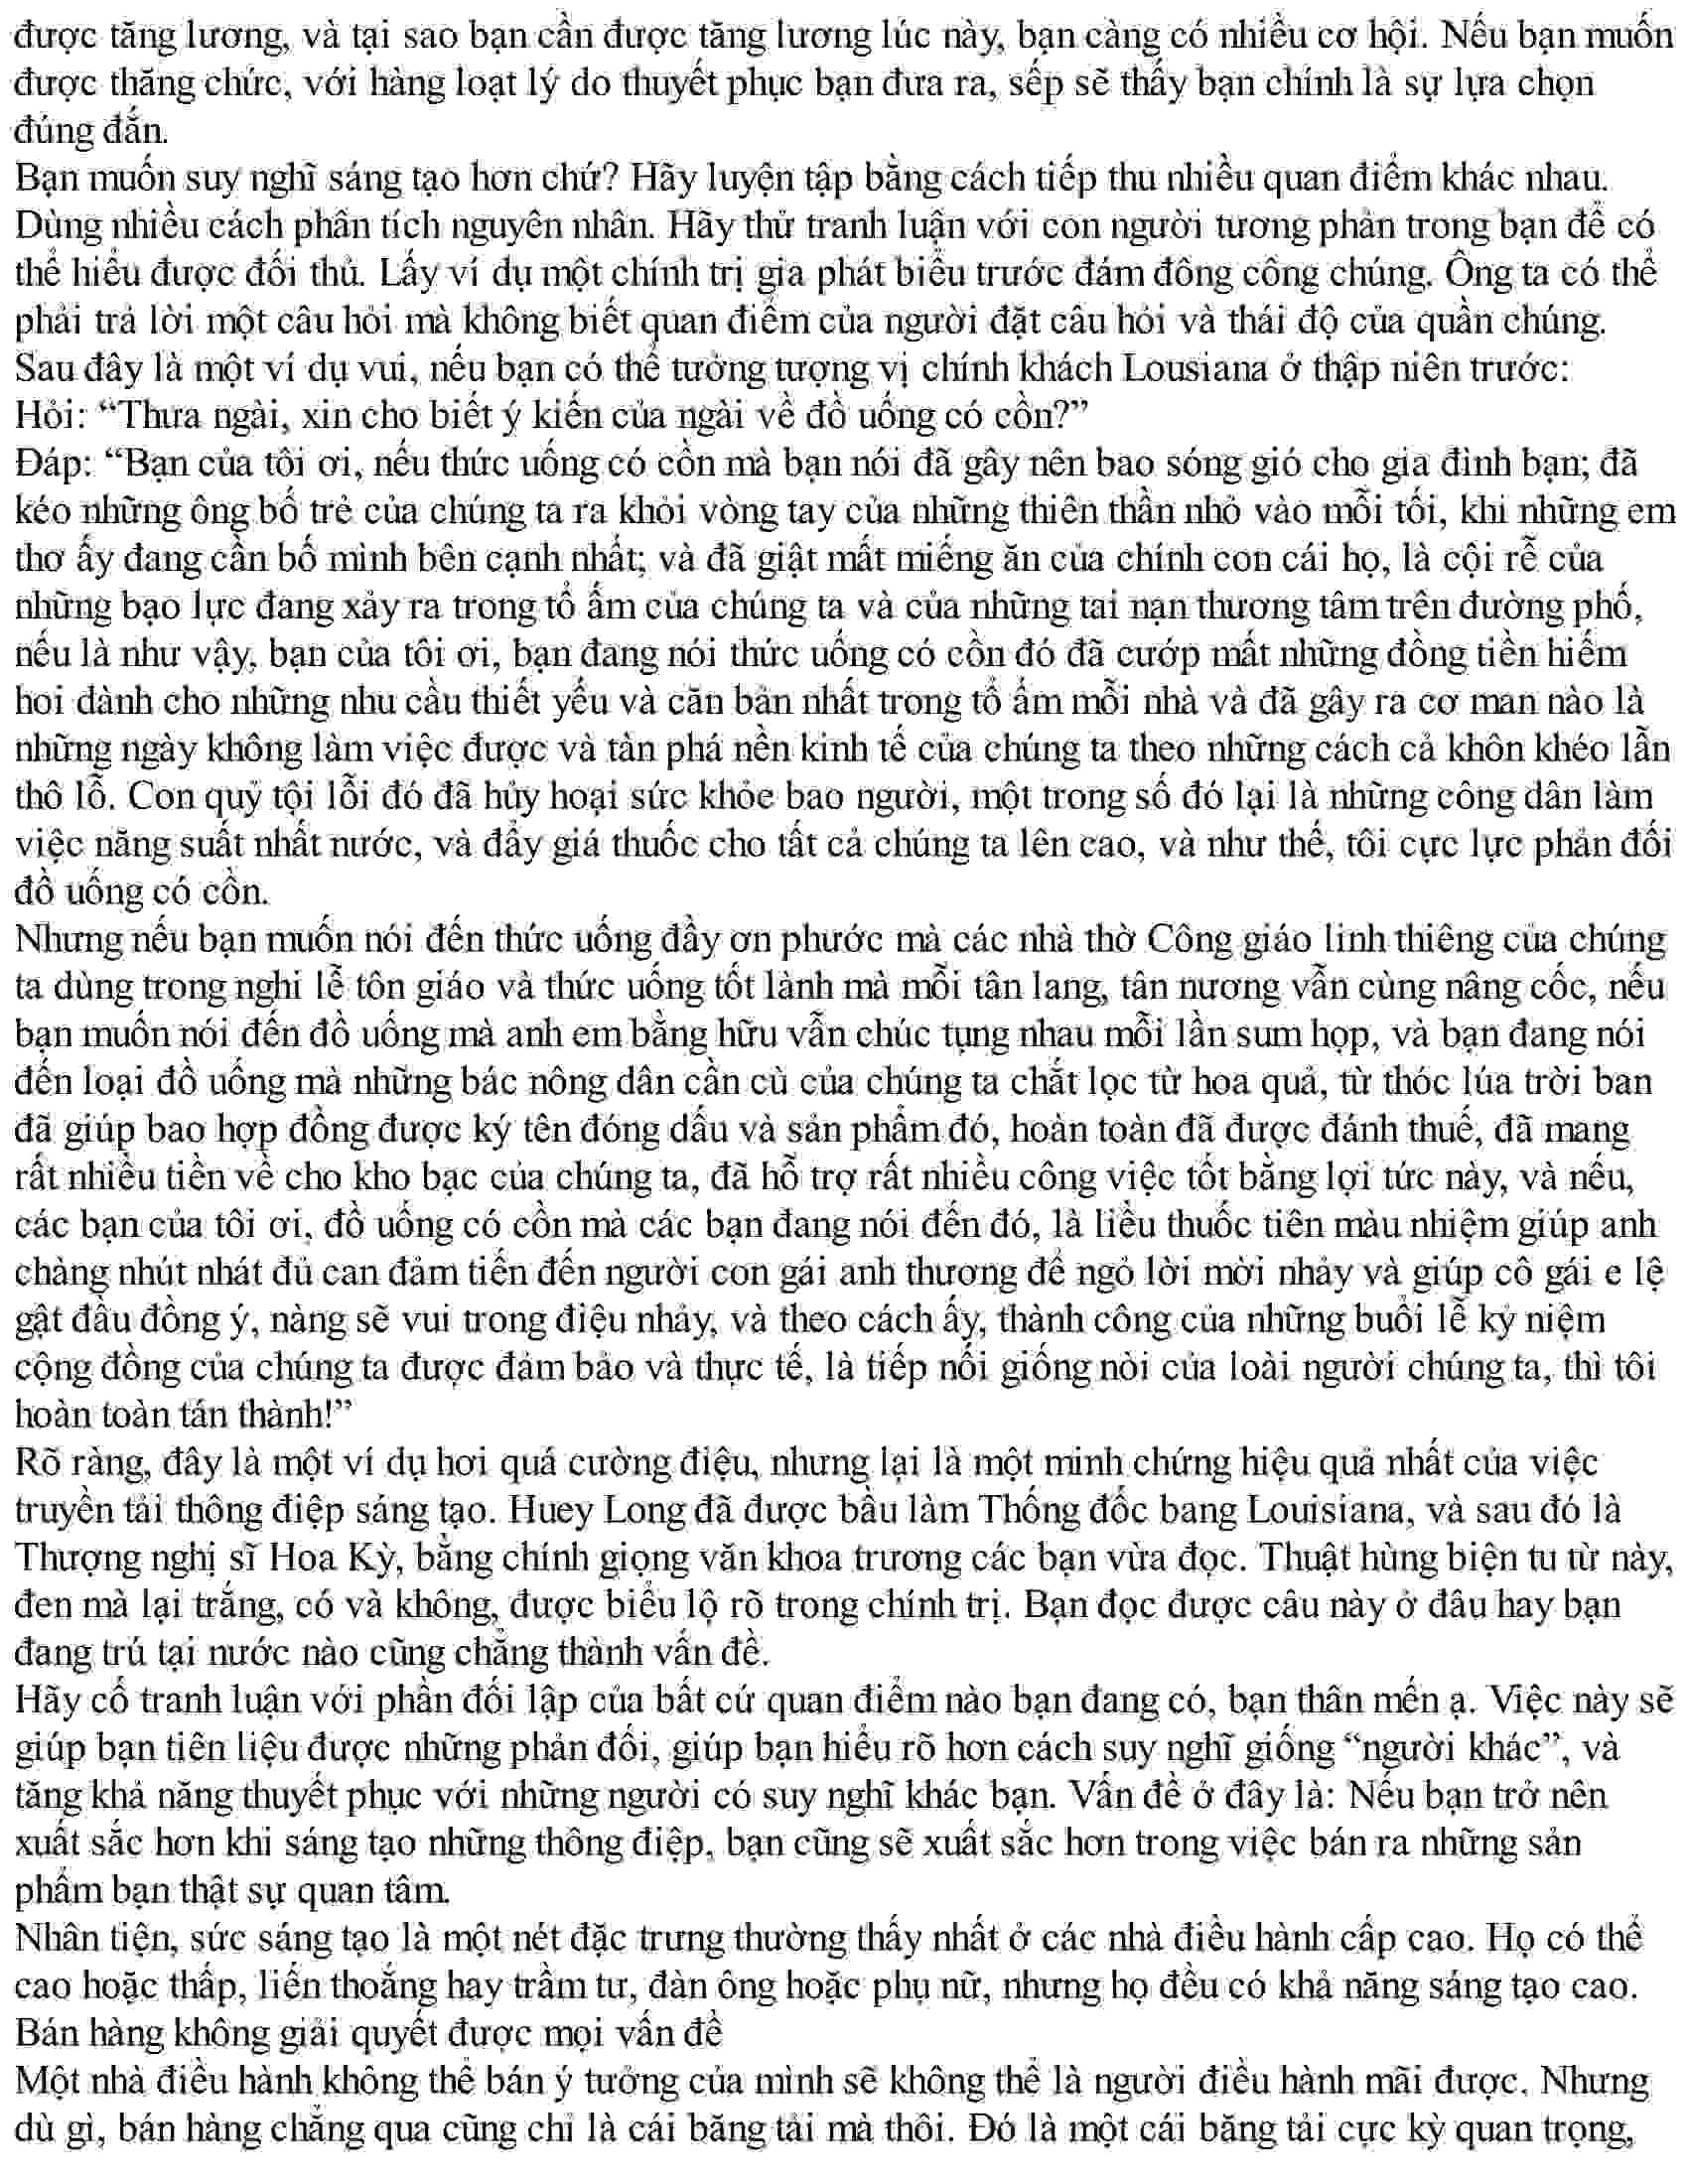 được tăng lương, và tại sao bạn cần được tăng lương lúc này, bạn càng có nhiều cơ hội. Nếu bạn muốn
được thăng chức, với hàng loạt lý do thuyết phục bạn đưa ra, sếp sẽ thấy bạn chính là sự lựa chọn
đúng đắn.
Bạn muốn suy nghĩ sáng tạo hơn chứ? Hãy luyện tập bằng cách tiếp thu nhiều quan điểm khác nhau.
Dùng nhiều cách phân tích nguyên nhân. Hãy thử tranh luận với con người tương phản trong bạn để có
thể hiểu được đối thủ. Lấy ví dụ một chính trị gia phát biểu trước đám đông công chúng. Ông ta có thể
phải trả lời một câu hỏi mà không biết quan điểm của người đặt câu hỏi và thái độ của quần chúng.
Sau đây là một ví dụ vui, nếu bạn có thể tưởng tượng vị chính khách Lousiana ở thập niên trước:
Hỏi: “Thưa ngài, xin cho biết ý kiến của ngài về đồ uống có cồn?”
Đáp: “Bạn của tôi ơi, nếu thức uống có cồn mà bạn nói đã gây nên bao sóng gió cho gia đình bạn; đã
kéo những ông bố trẻ của chúng ta ra khỏi vòng tay của những thiên thần nhỏ vào mỗi tối, khi những em
thơ ấy đang cần bố mình bên cạnh nhất; và đã giật mất miếng ăn của chính con cái họ, là cội rễ của
những bạo lực đang xảy ra trong tổ ấm của chúng ta và của những tai nạn thương tâm trên đường phố,
nếu là như vậy, bạn của tôi ơi, bạn đang nói thức uống có cồn đó đã cướp mất những đồng tiền hiếm
hoi dành cho những nhu cầu thiết yếu và căn bản nhất trong tổ ấm mỗi nhà và đã gây ra cơ man nào là
những ngày không làm việc được và tàn phá nền kinh tế của chúng ta theo những cách cả khôn khéo lẫn
thô lỗ. Con quỷ tội lỗi đó đã hủy hoại sức khỏe bao người, một trong số đó lại là những công dân làm
việc năng suất nhất nước, và đẩy giá thuốc cho tất cả chúng ta lên cao, và như thế, tôi cực lực phản đối
đồ uống có cồn.
Nhưng nếu bạn muốn nói đến thức uống đầy ơn phước mà các nhà thờ Công giáo linh thiêng của chúng
ta dùng trong nghi lễ tôn giáo và thức uống tốt lành mà mỗi tân lang, tân nương vẫn cùng nâng cốc, nếu
bạn muốn nói đến đồ uống mà anh em bằng hữu vẫn chúc tụng nhau mỗi lần sum họp, và bạn đang nói
đến loại đồ uống mà những bác nông dân cần cù của chúng ta chắt lọc từ hoa quả, từ thóc lúa trời ban
đã giúp bao hợp đồng được ký tên đóng dấu và sản phẩm đó, hoàn toàn đã được đánh thuế, đã mang
rất nhiều tiền về cho kho bạc của chúng ta, đã hỗ trợ rất nhiều công việc tốt bằng lợi tức này, và nếu,
các bạn của tôi ơi, đồ uống có cồn mà các bạn đang nói đến đó, là liều thuốc tiên màu nhiệm giúp anh
chàng nhút nhát đủ can đảm tiến đến người con gái anh thương để ngỏ lời mời nhảy và giúp cô gái e lệ
gật đầu đồng ý, nàng sẽ vui trong điệu nhảy, và theo cách ấy, thành công của những buổi lễ kỷ niệm
cộng đồng của chúng ta được đảm bảo và thực tế, là tiếp nối giống nòi của loài người chúng ta, thì tôi
hoàn toàn tán thành!”
Rõ ràng, đây là một ví dụ hơi quá cường điệu, nhưng lại là một minh chứng hiệu quả nhất của việc
truyền tải thông điệp sáng tạo. Huey Long đã được bầu làm Thống đốc bang Louisiana, và sau đó là
Thượng nghị sĩ Hoa Kỳ, bằng chính giọng văn khoa trương các bạn vừa đọc. Thuật hùng biện tu từ này,
đen mà lại trắng, có và không, được biểu lộ rõ trong chính trị. Bạn đọc được câu này ở đâu hay bạn
đang trú tại nước nào cũng chẳng thành vấn đề.
Hãy cố tranh luận với phần đối lập của bất cứ quan điểm nào bạn đang có, bạn thân mến ạ. Việc này sẽ
giúp bạn tiên liệu được những phản đối, giúp bạn hiểu rõ hơn cách suy nghĩ giống “người khác”, và
tăng khả năng thuyết phục với những người có suy nghĩ khác bạn. Vấn đề ở đây là: Nếu bạn trở nên
xuất sắc hơn khi sáng tạo những thông điệp, bạn cũng sẽ xuất sắc hơn trong việc bán ra những sản
phẩm bạn thật sự quan tâm.
Nhân tiện, sức sáng tạo là một nét đặc trưng thường thấy nhất ở các nhà điều hành cấp cao. Họ có thể
cao hoặc thấp, liến thoắng hay trầm tư, đàn ông hoặc phụ nữ, nhưng họ đều có khả năng sáng tạo cao.
Bán hàng không giải quyết được mọi vấn đề
Một nhà điều hành không thể bán ý tưởng của mình sẽ không thể là người điều hành mãi được. Nhưng
dù gì, bán hàng chẳng qua cũng chỉ là cái băng tải mà thôi. Đó là một cái băng tải cực kỳ quan trọng,